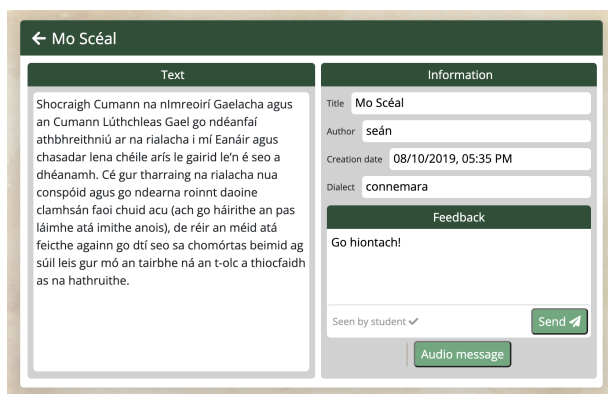 Mo Scéal
Text
Shocraigh Cumann na nImreoirí Gaelacha agus
an Cumann Lúthchleas Gael go ndéanfaí
athbhreithniú ar na rialacha i mí Eanáir agus
chasadar lena chéile arís le gairid le’n é seo a
dhéanamh. Cé gur tharraing na rialacha nua
conspóid agus go ndearna roinnt daoine
clamhsán faoi chuid acu (ach go háirithe an pas
láimhe atá imithe anois), de réir an méid atá
feicthe againn go dtí seo sa chomórtas beimid ag
súil leis gur mó an tairbhe ná an t-olc a thiocfaidh
as na hathruithe.
Information
Title Mo Scéal
Author seán
Creation date 08/10/2019, 05:35 PM
Dialect connemara
Feedback
Go hiontach!
Seen by student
Send
Audio message